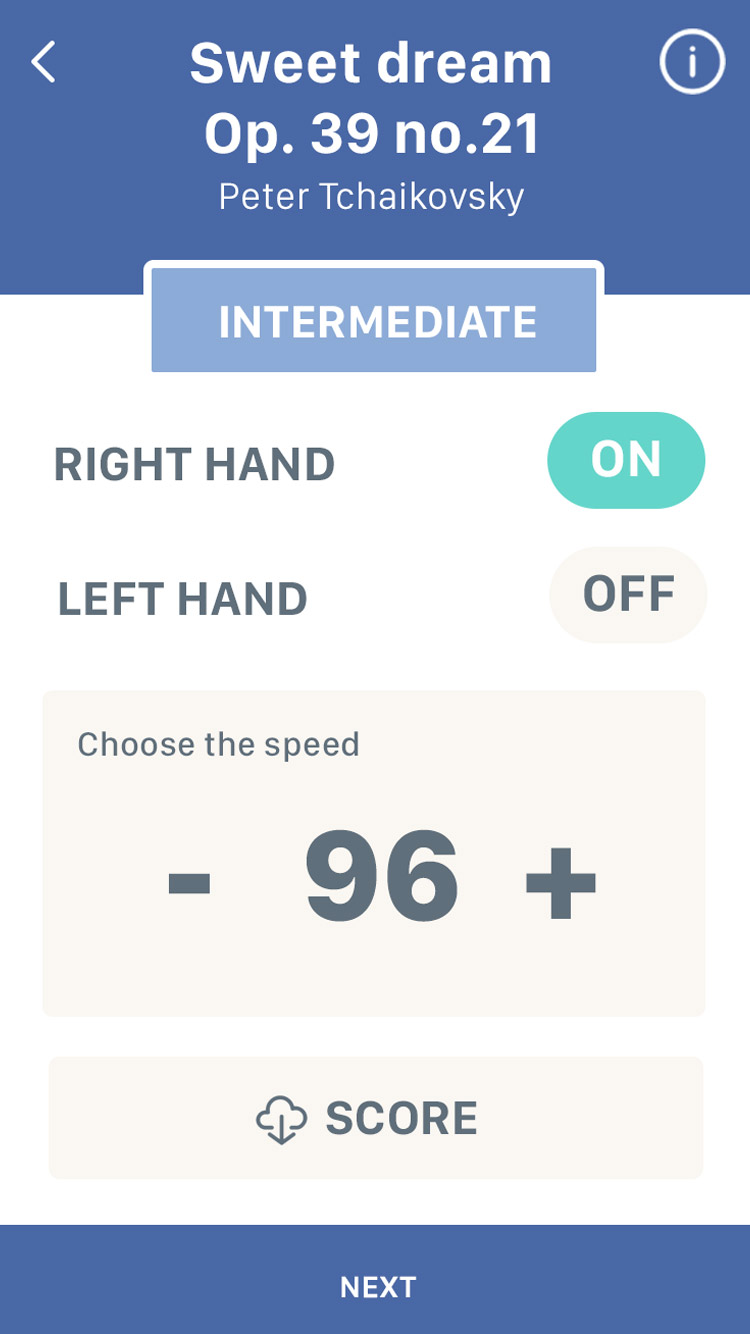 Sweet dream
Op. 39 no.21
Peter Tchaikovsky
INTERMEDIATE
RIGHT HAND ON
LEFT HAND OFF
Choose the speed
- 96 +
SCORE
NEXT